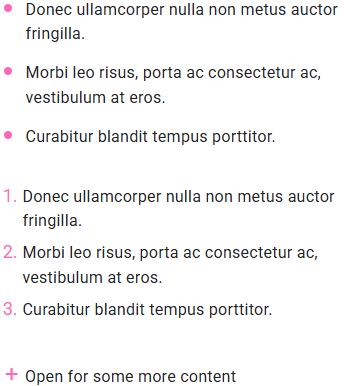 Donec ullamcorper nulla non metus auctor
fringilla.
Morbi leo risus, porta ac consectetur ac,
vestibulum at eros.
Curabitur blandit tempus porttitor.
1. Donec ullamcorper nulla non metus auctor
fringilla.
2. Morbi leo risus, porta ac consectetur ac,
vestibulum at eros.
3. Curabitur blandit tempus porttitor.
+ Open for some more content